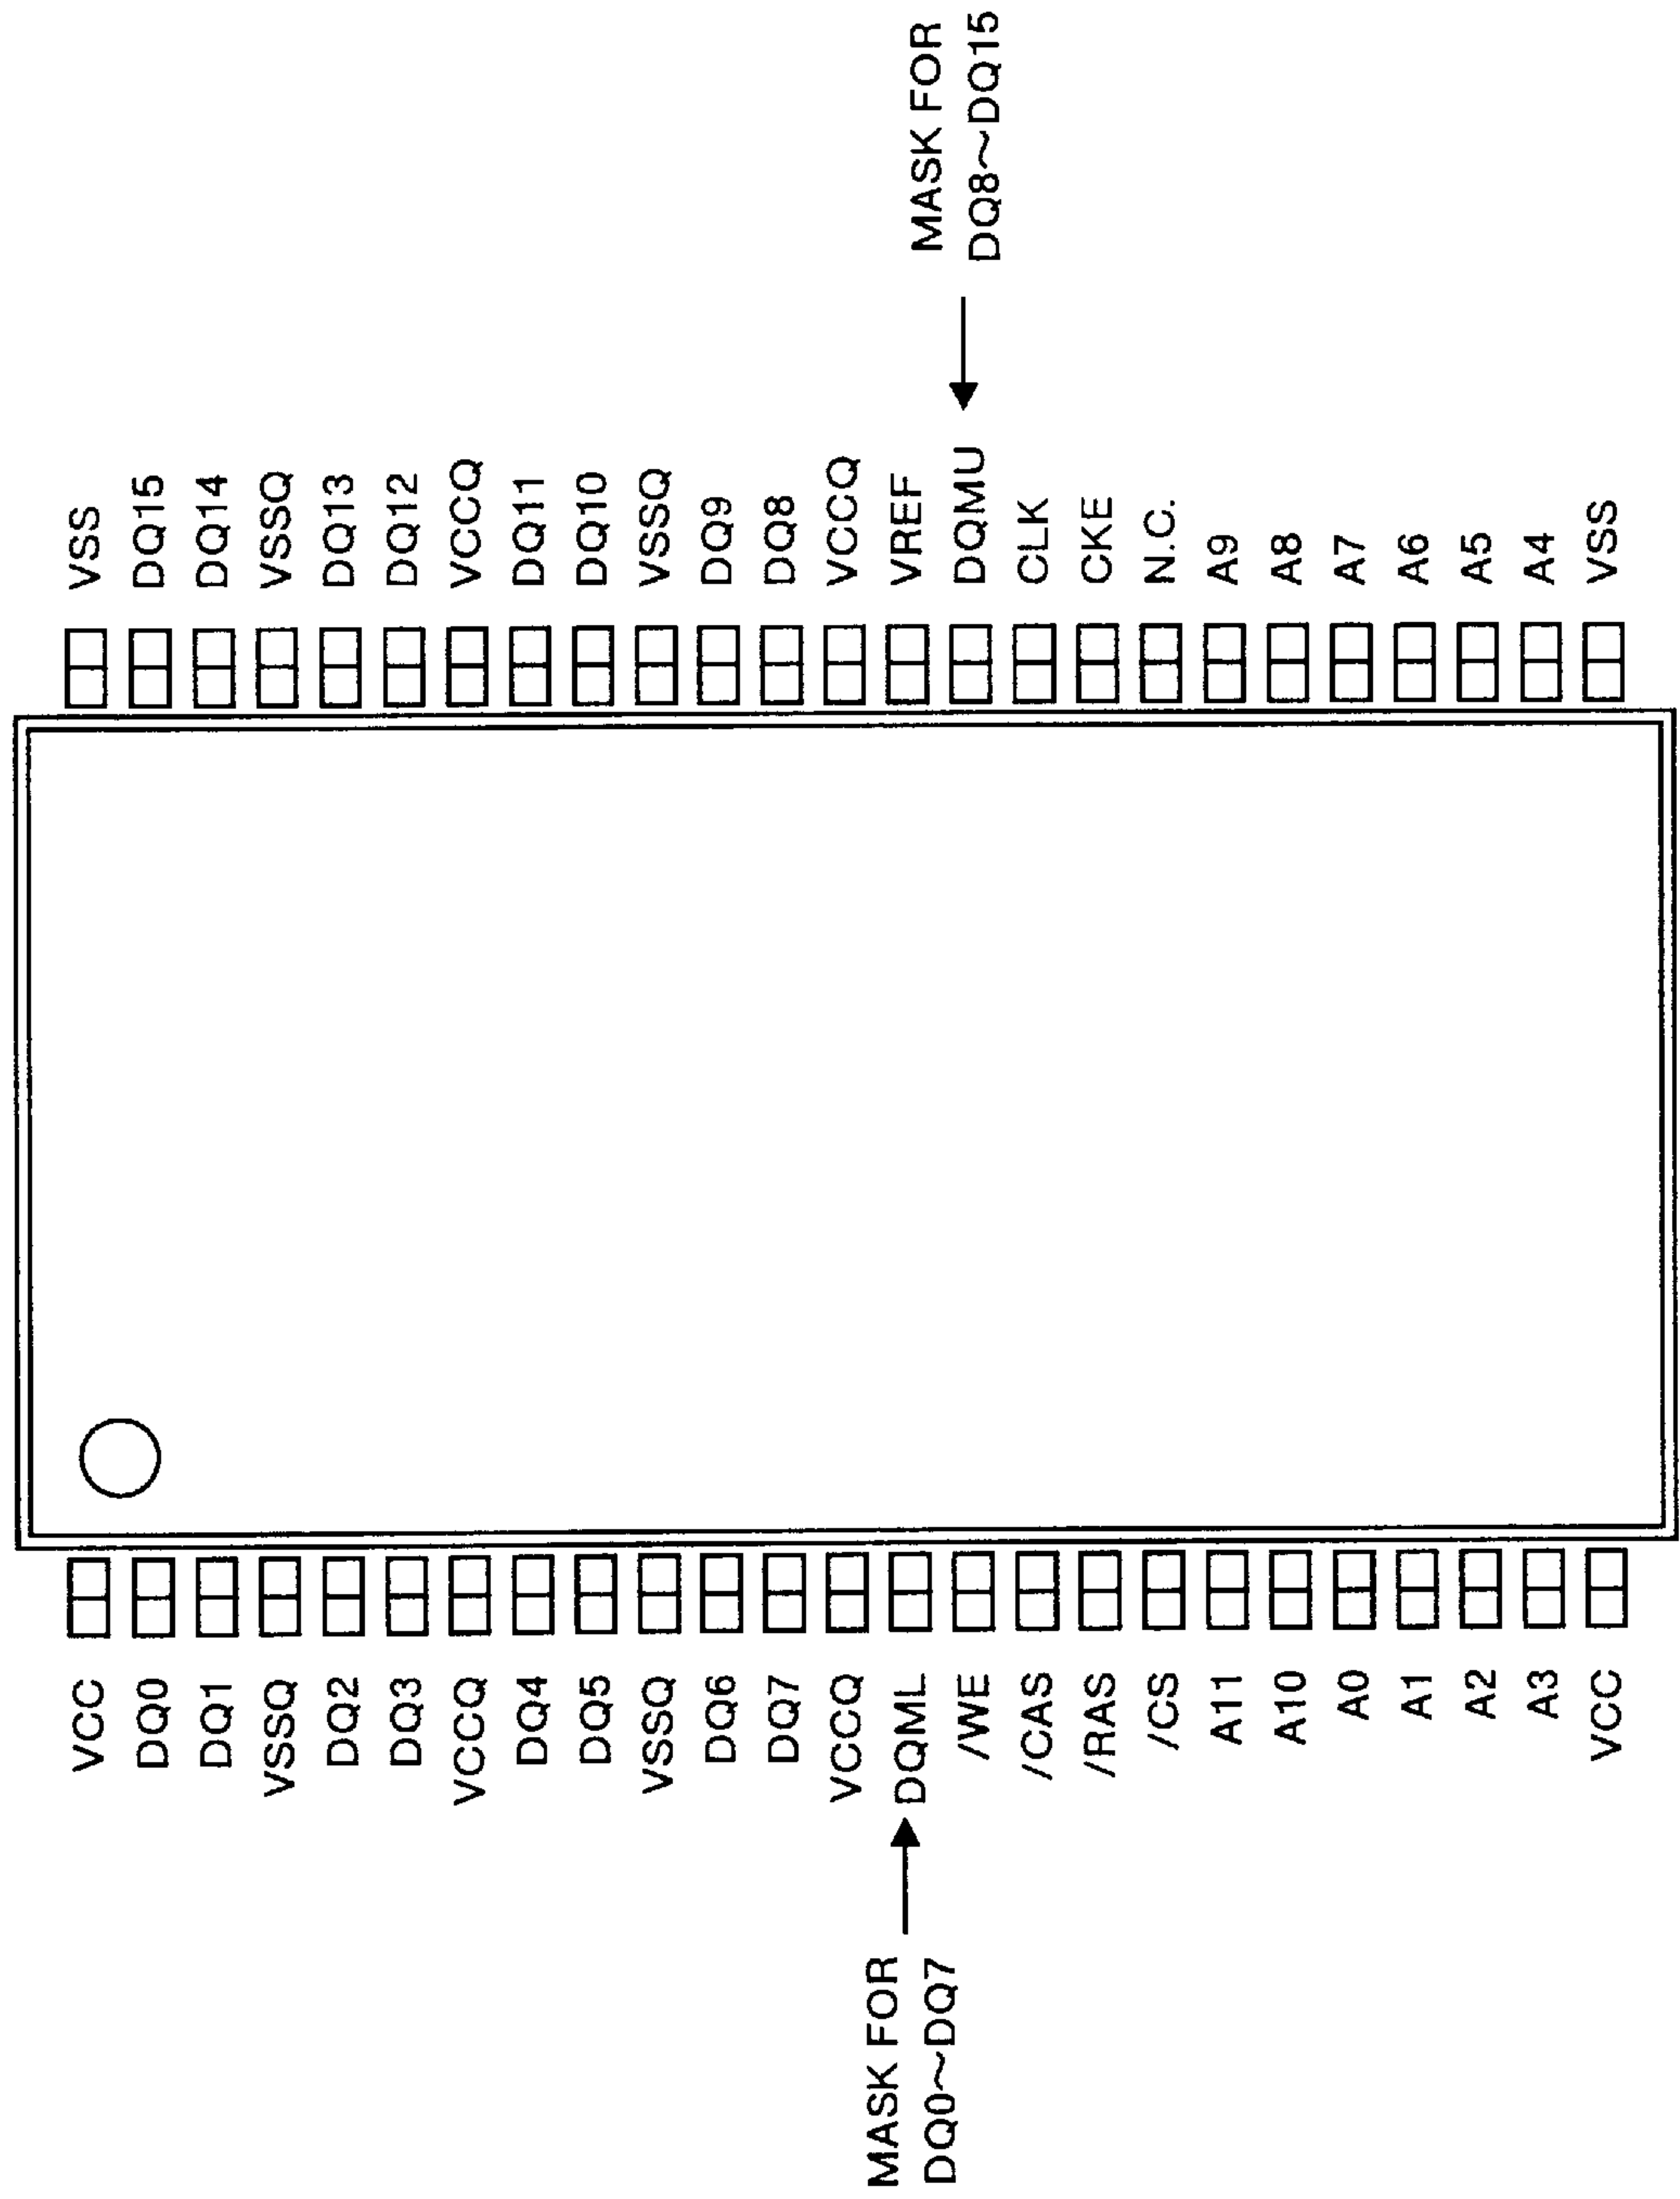 VCC
DQ0
DQ1
VSSQ
DQ2
DQ3
VCCQ
DQ4
DQ5
VSSQ
DQ6
DQ7
VCCQ
DQML
/WE
/CAS
/RAS
/CS
A11
A10
A0
A1
A2
A3
VCC
MASK FOR
DQ0~DQ7
VSS
DQ15
DQ14
VSSQ
DQ13
DQ12
VCCQ
DQ11
DQ10
VSSQ
DQ9
DQ8
VCCQ
VREF
DQMU
CLK
CKE
N.C.
A9
A8
A7
A6
A5
A4
VSS
MASK FOR
DQ8~DQ15